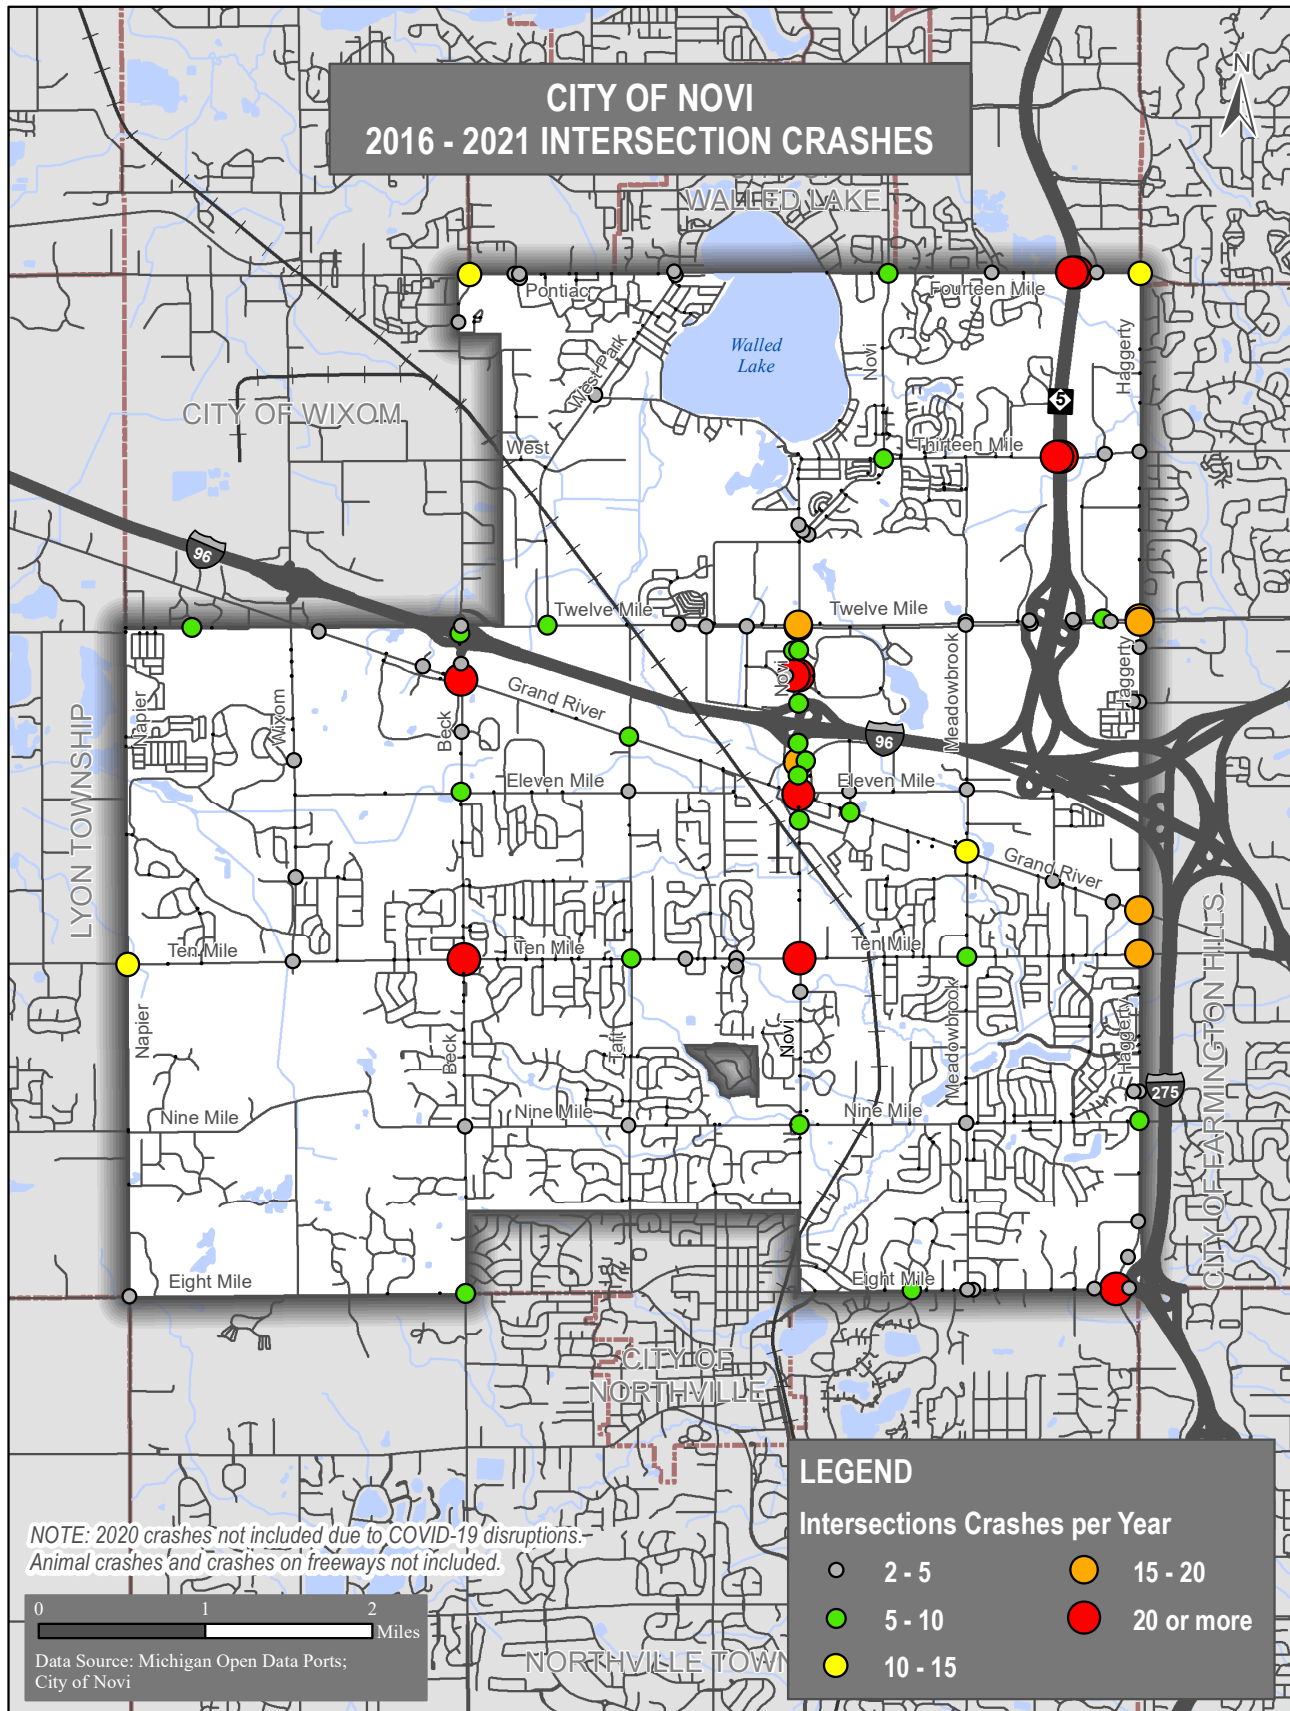 CITY OF NOVI
2016 - 2021 INTERSECTION CRASHES
N
WALLED LAKE
Pontiac
Fourteen Mile
Walled
Lake
Novi
Haggerty
West Park
5
CITY OF WIXOM
West
Thirteen Mile
96
Twelve Mile
Twelve Mile
Napier
Wixom
Beck
Grand River
Novi
Meadowbrook
Haggerty
96
LYON TOWNSHIP
Eleven Mile
Eleven Mile
Grand River
Ten Mile
Ten Mile
Ten Mile
Napier
Beck
Taft
Novi
Meadowbrook
Haggerty
275
CITY OF FARMINGTON HILLS
Nine Mile
Nine Mile
Nine Mile
Eight Mile
Eight Mile
CITY OF
NORTHVILLE
LEGEND
Intersections Crashes per Year
2 - 5
15 - 20
5 - 10
20 or more
10 - 15
NOTE: 2020 crashes not included due to COVID-19 disruptions.
Animal crashes and crashes on freeways not included.
0 1 2
Miles
Data Source: Michigan Open Data Ports;
City of Novi
NORTHVILLE TOWN